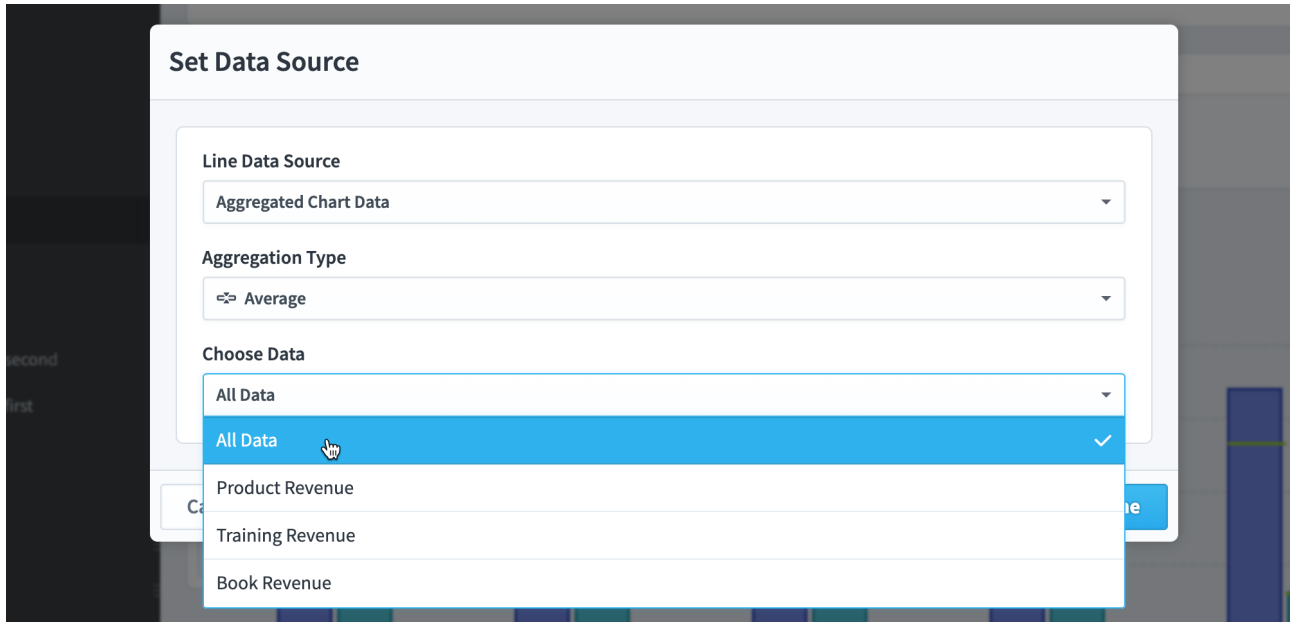 Set Data Source
Line Data Source
Aggregated Chart Data
Aggregation Type
Average
Choose Data
second
All Data
first
All Data
Product Revenue
Training Revenue
Book Revenue